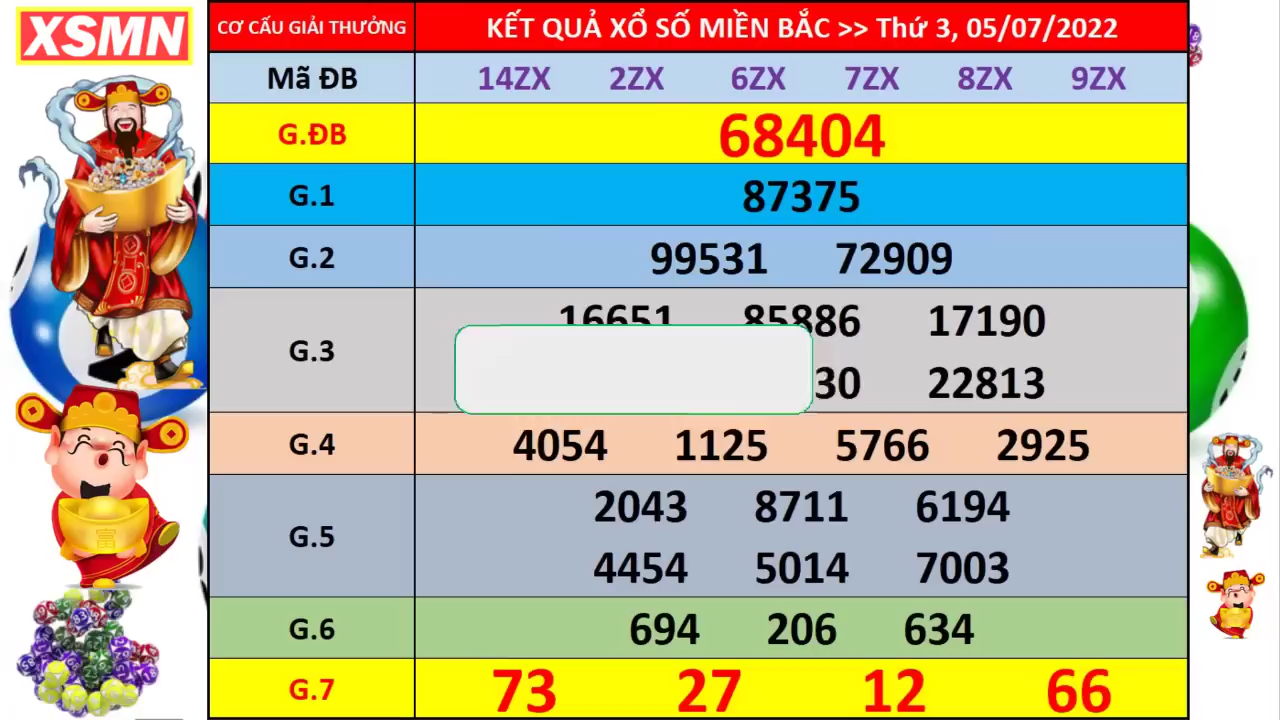 XSMN
CƠ CẤU GIẢI THƯỞNG
KẾT QUẢ XỔ SỐ MIỀN BẮC >> Thứ 3, 05/07/2022
Mã ĐB 14ZX 2ZX 6ZX 7ZX 8ZX 9ZX
G.ĐB 68404
G.1 87375
G.2 99531 72909
G.3 16651 85886 17190
30 22813
G.4 4054 1125 5766 2925
G.5 2043 8711 6194
4454 5014 7003
G.6 694 206 634
G.7 73 27 12 66